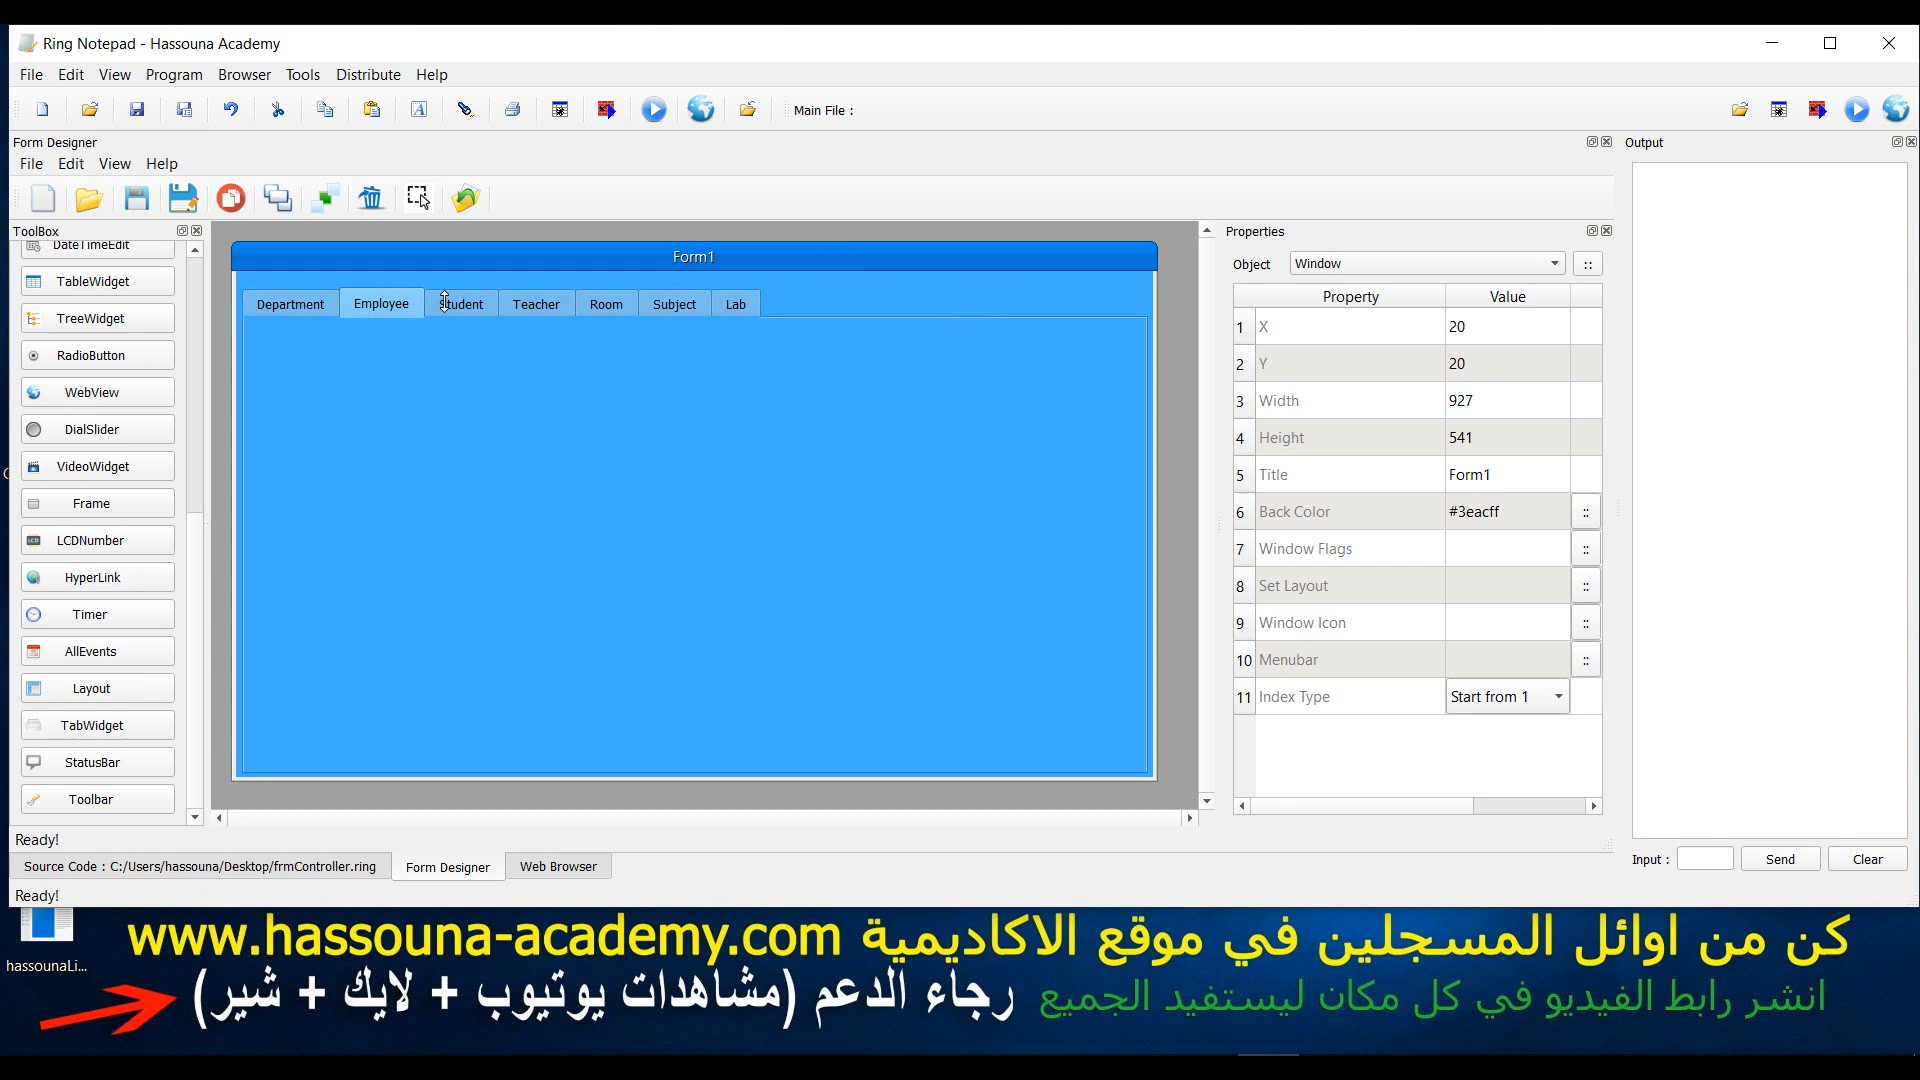 Ring Notepad - Hassouna Academy
File Edit View Program Browser Tools Distribute Help
Main File :
Form Designer
Output
File Edit View Help
ToolBox
Properties
DateTimeEdit
TableWidget
TreeWidget
RadioButton
WebView
DialSlider
VideoWidget
Frame
LCDNumber
HyperLink
Timer
AllEvents
Layout
TabWidget
StatusBar
Toolbar
Form1
Department Employee Student Teacher Room Subject Lab
Object Window ::
Property Value
1 X 20
2 Y 20
3 Width 927
4 Height 541
5 Title Form1
6 Back Color #3eacff ::
7 Window Flags ::
8 Set Layout ::
9 Window Icon ::
10 Menubar ::
11 Index Type Start from 1
Ready!
Source Code : C:/Users/hassouna/Desktop/frmController.ring Form Designer Web Browser
Input : Send Clear
Ready!
كن من اوائل المسجلين في موقع الاكاديمية www.hassouna-academy.com
hassounaLi...
انشر رابط الفيديو في كل مكان ليستفيد الجميع رجاء الدعم (مشاهدات يوتيوب + لايك + شير)